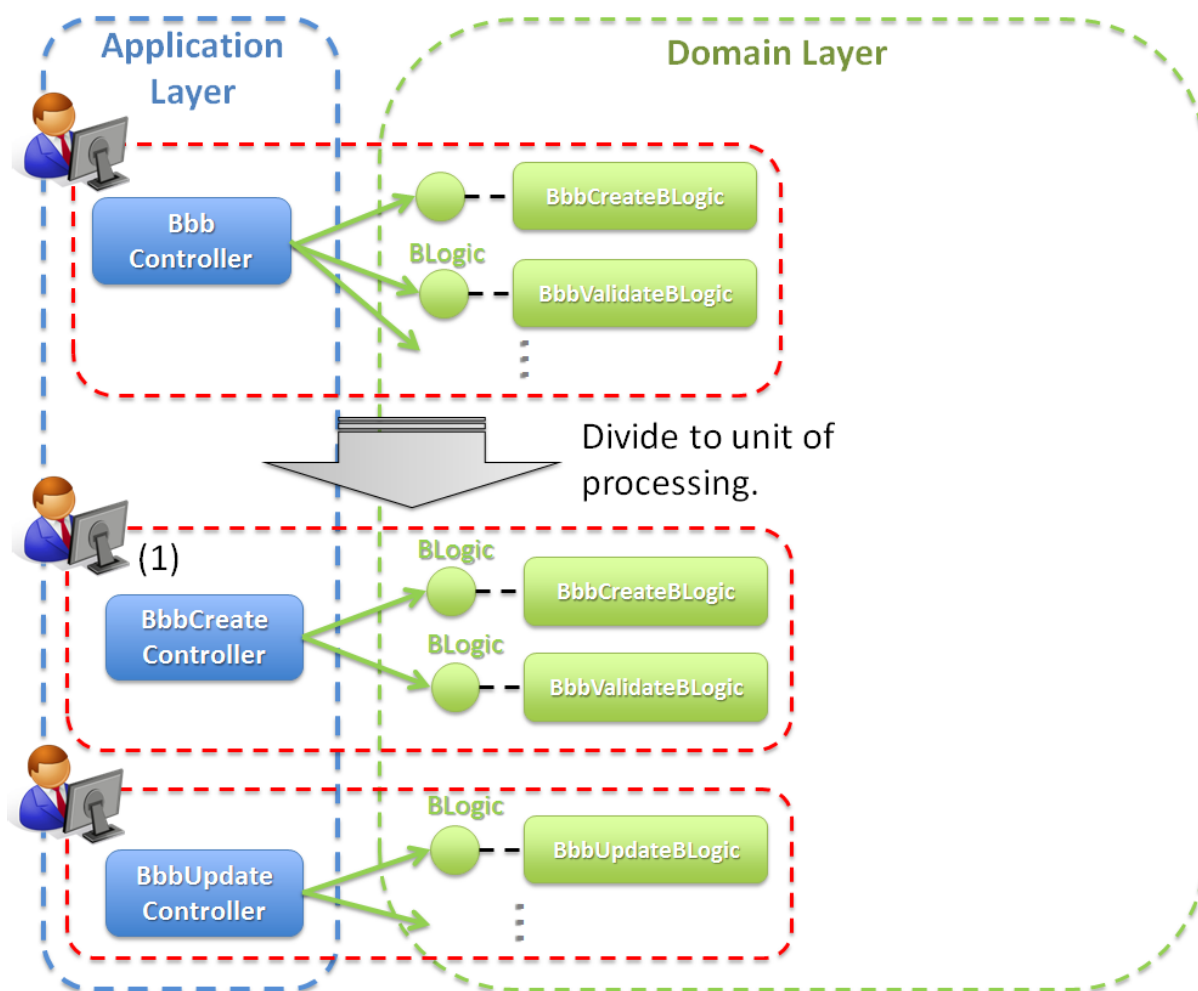 Application
Layer
Domain Layer
Bbb
Controller
BbbCreateBLogic
BLogic
BbbValidateBLogic
Divide to unit of
processing.
(1)
BbbCreate
Controller
BLogic
BbbCreateBLogic
BLogic
BbbValidateBLogic
BbbUpdate
Controller
BLogic
BbbUpdateBLogic